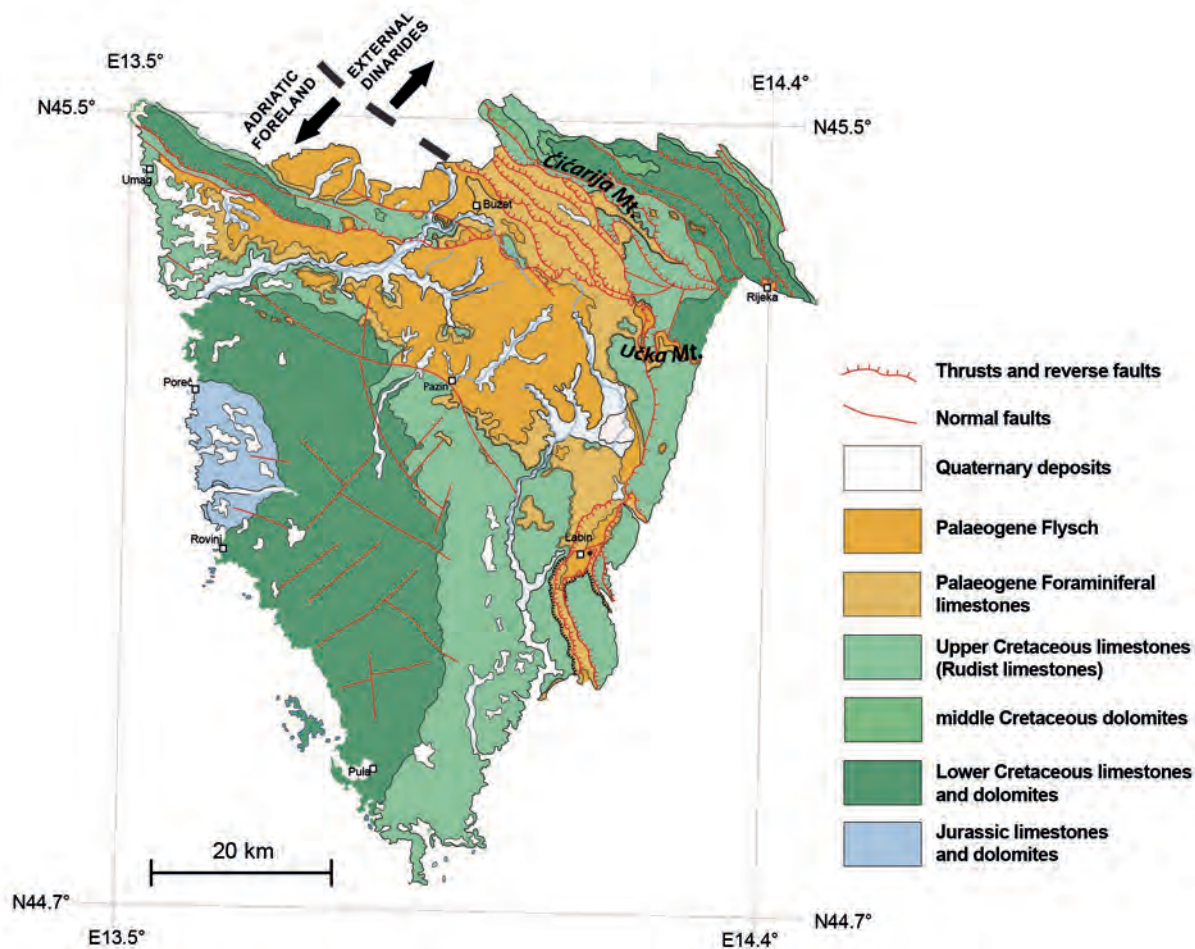 E13.5°
ADRIATIC
FORELAND
EXTERNAL
DINARIDES
E14.4°
N45.5°
N45.5°
Umag
Buzet
Ćićarija Mt.
Rijeka
Učka Mt.
Poreč
Pazin
Rovinj
Labin
Pula
20 km
N44.7°
N44.7°
E13.5°
E14.4°
Thrusts and reverse faults
Normal faults
Quaternary deposits
Palaeogene Flysch
Palaeogene Foraminiferal
limestones
Upper Cretaceous limestones
(Rudist limestones)
middle Cretaceous dolomites
Lower Cretaceous limestones
and dolomites
Jurassic limestones
and dolomites